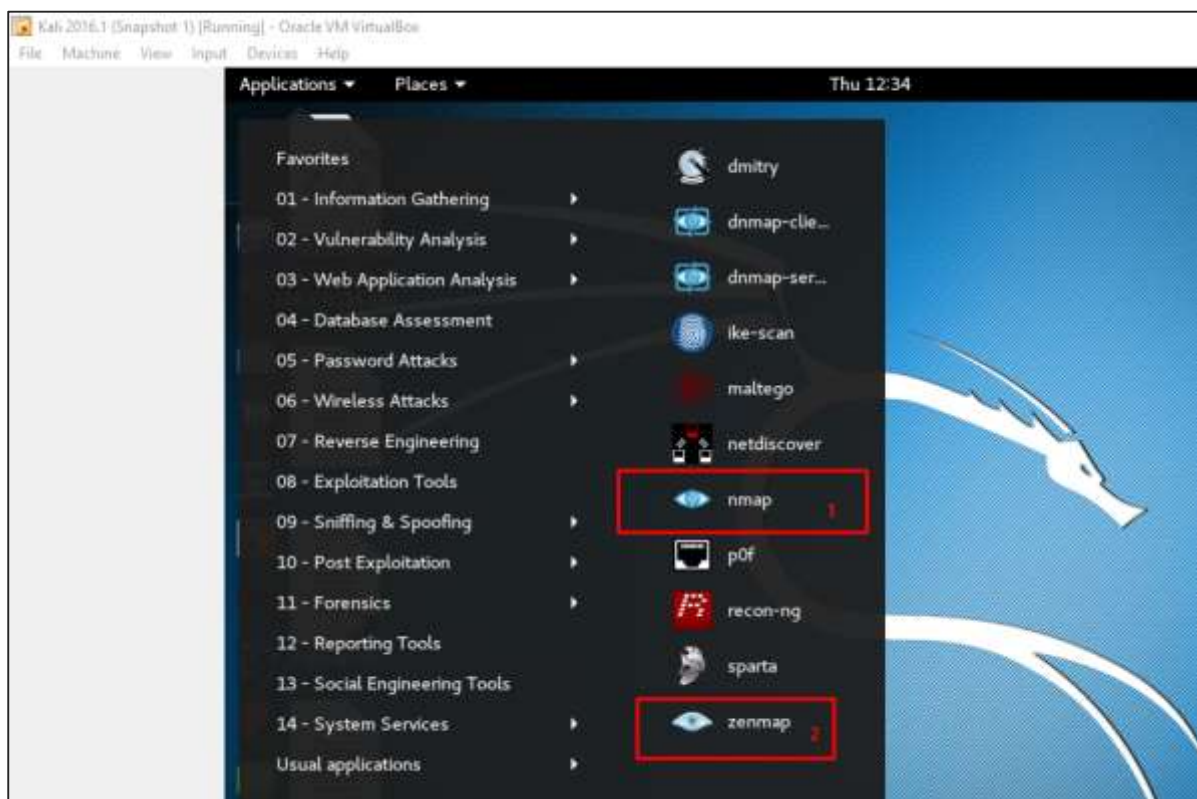 Kali 2016.1 (Snapshot 1) [Running] - Oracle VM VirtualBox
File Machine View Input Devices Help
Applications Places Thu 12:34
Favorites
01 - Information Gathering
02 - Vulnerability Analysis
03 - Web Application Analysis
04 - Database Assessment
05 - Password Attacks
06 - Wireless Attacks
07 - Reverse Engineering
08 - Exploitation Tools
09 - Sniffing & Spoofing
10 - Post Exploitation
11 - Forensics
12 - Reporting Tools
13 - Social Engineering Tools
14 - System Services
Usual applications
dmitry
dnmap-clie...
dnmap-ser...
ike-scan
maltego
netdiscover
nmap 1
p0f
recon-ng
sparta
zenmap 2